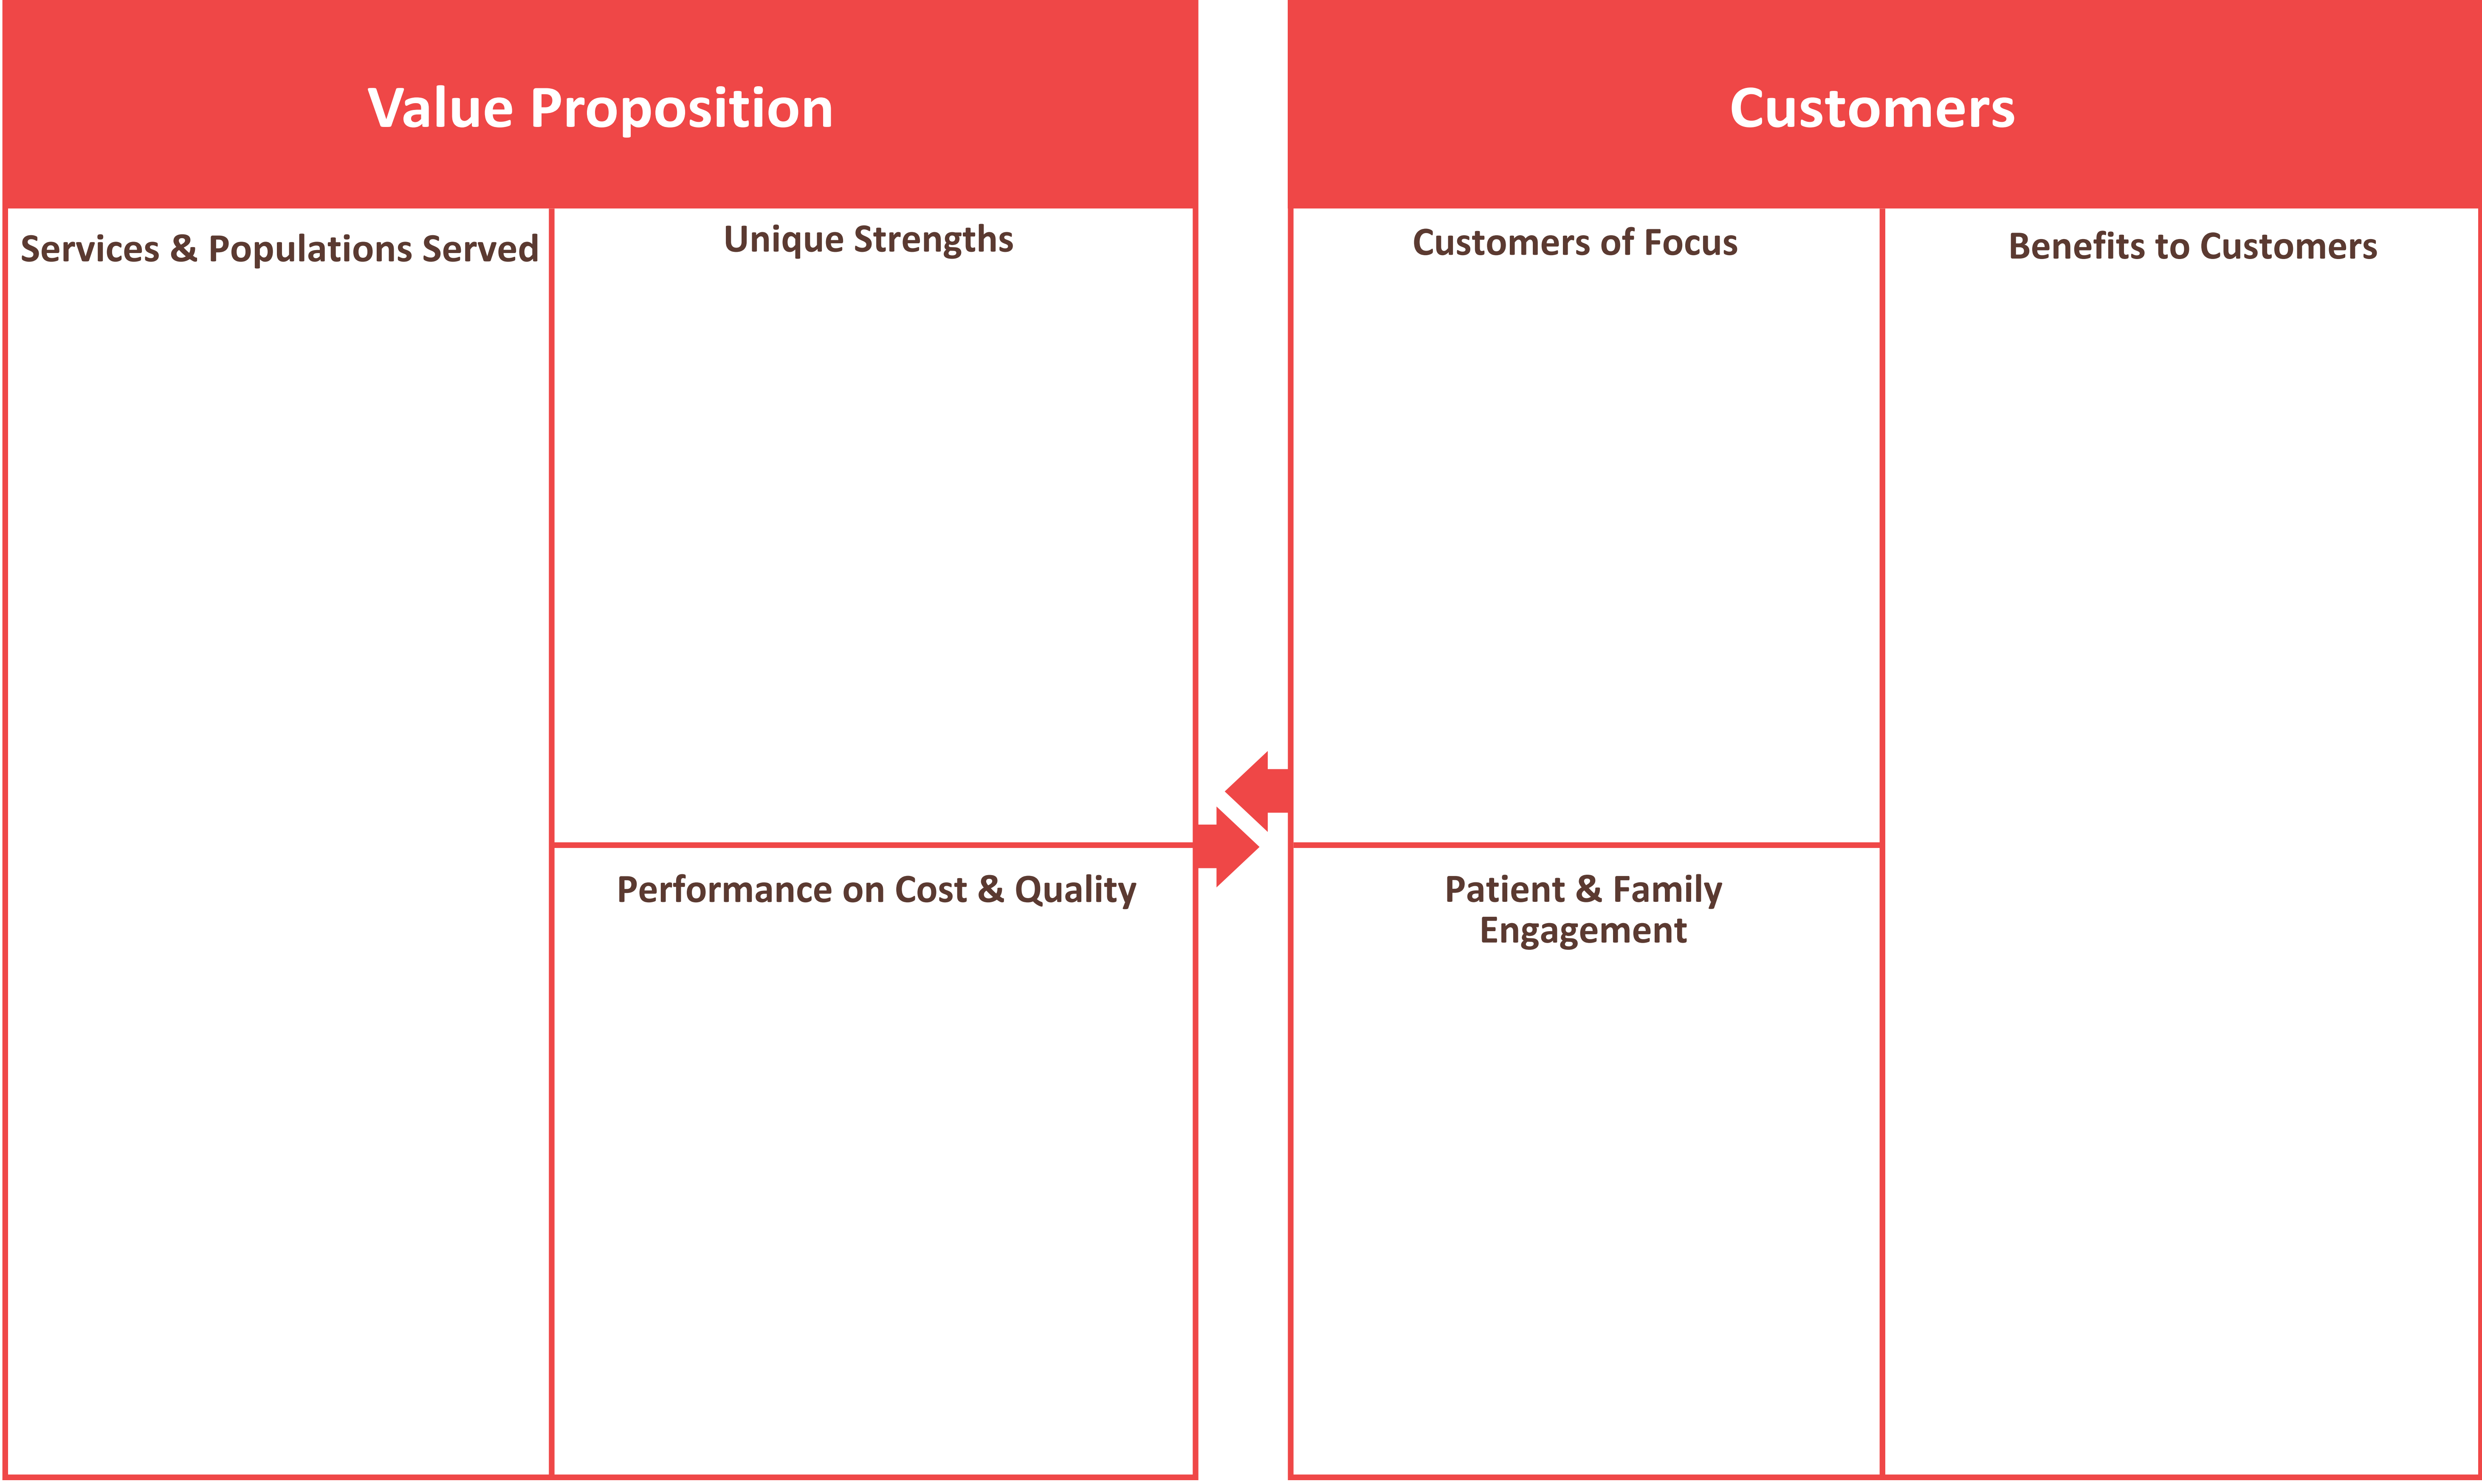 Value Proposition
Customers
Services & Populations Served
Unique Strengths
Customers of Focus
Benefits to Customers
Performance on Cost & Quality
Patient & Family
Engagement